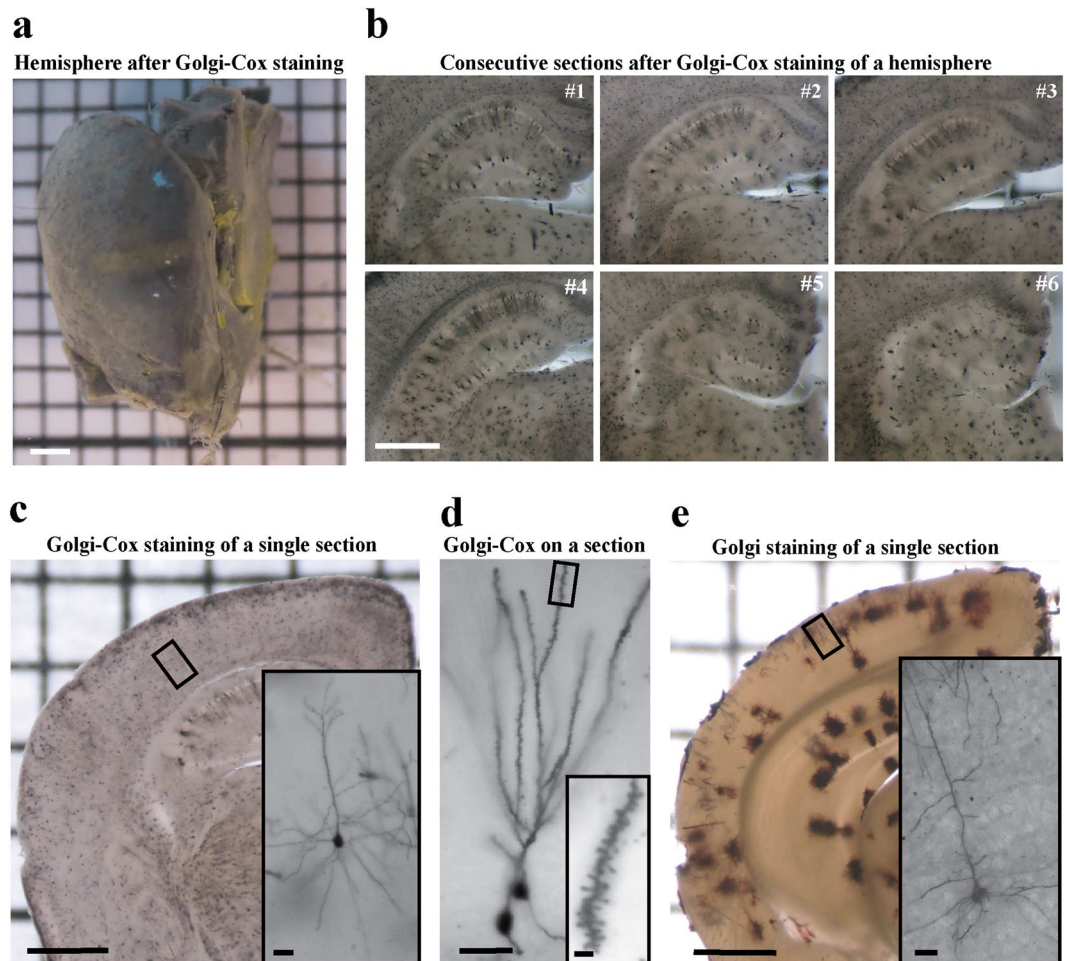 a
Hemisphere after Golgi-Cox staining
b
Consecutive sections after Golgi-Cox staining of a hemisphere
#1
#2
#3
#4
#5
#6
c
Golgi-Cox staining of a single section
d
Golgi-Cox on a section
e
Golgi staining of a single section